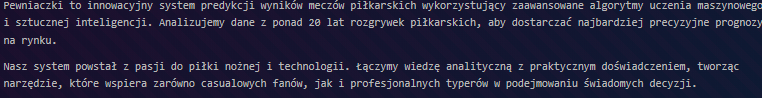 Pewniaczki to innowacyjny system predykcji wyników meczów piłkarskich wykorzystujący zaawansowane algorytmy uczenia maszynowego
i sztucznej inteligencji. Analizujemy dane z ponad 20 lat rozgrywek piłkarskich, aby dostarczać najbardziej precyzyjne prognozy
na rynku.
Nasz system powstał z pasji do piłki nożnej i technologii. Łączymy wiedzę analityczną z praktycznym doświadczeniem, tworząc
narzędzie, które wspiera zarówno casualowych fanów, jak i profesjonalnych typerów w podejmowaniu świadomych decyzji.